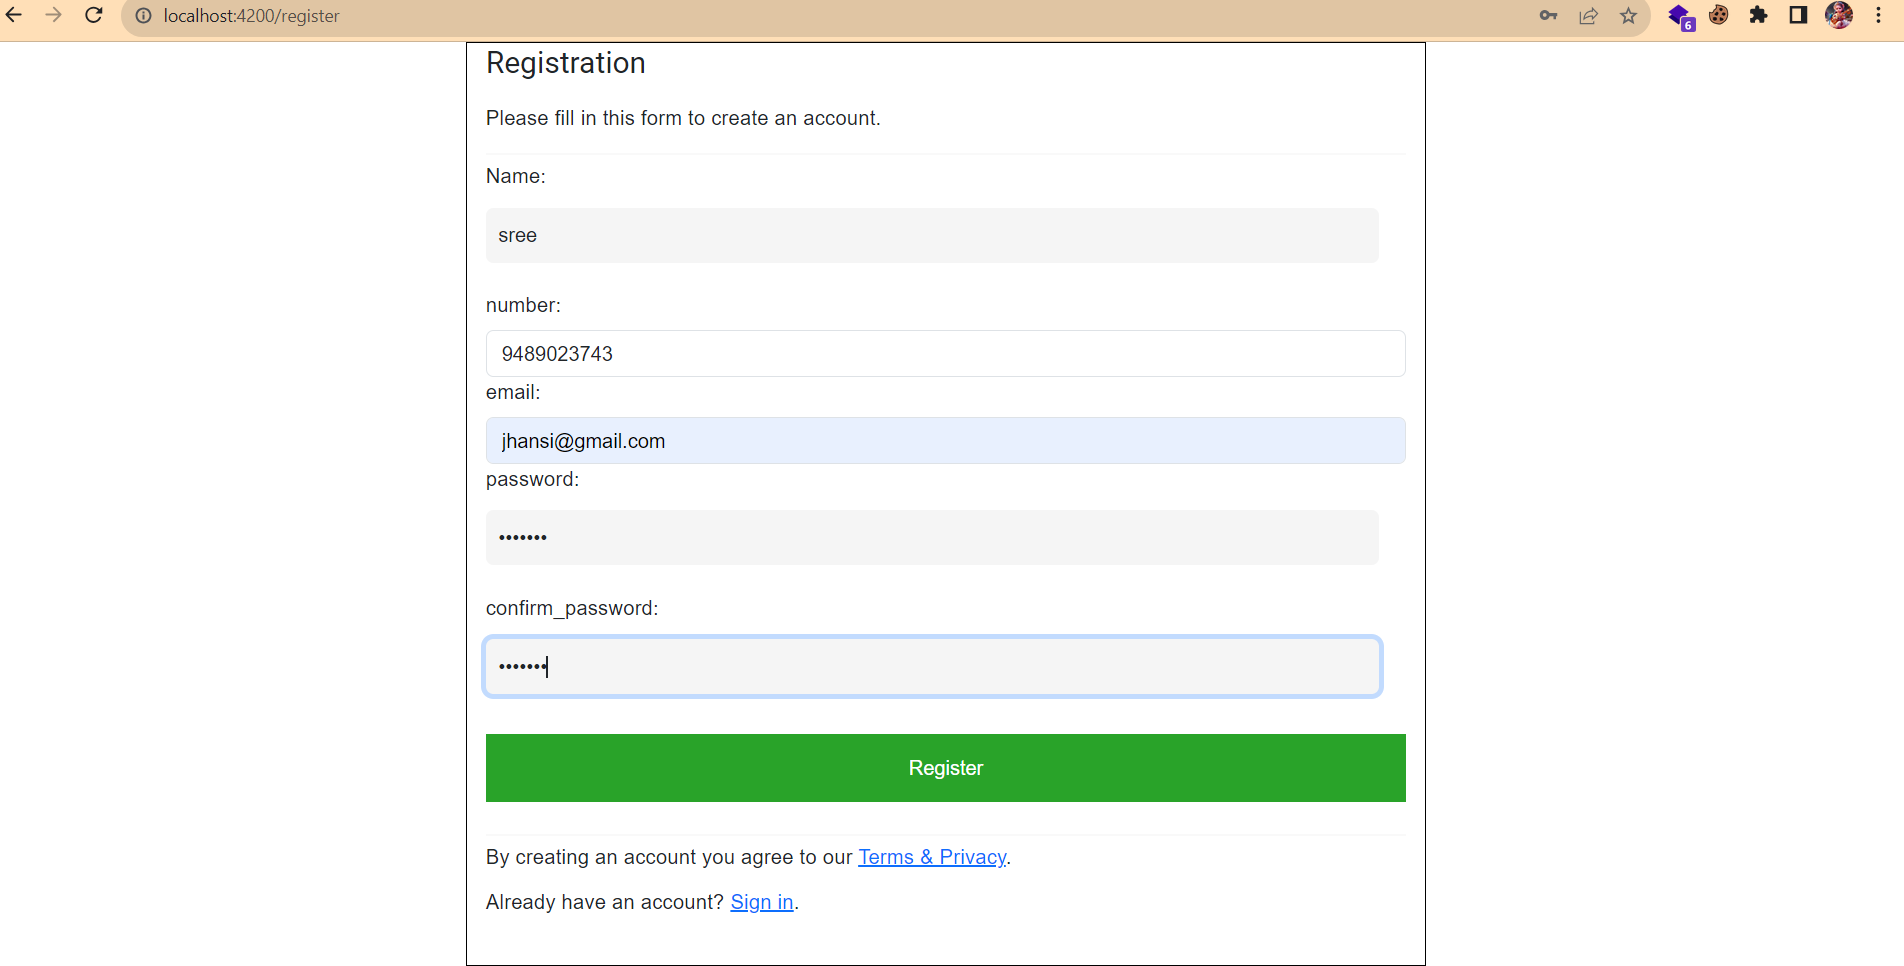 localhost:4200/register
6
Registration
Please fill in this form to create an account.
Name:
sree
number:
9489023743
email:
jhansi@gmail.com
password:
•••••••
confirm_password:
•••••••
Register
By creating an account you agree to our Terms & Privacy.
Already have an account? Sign in.